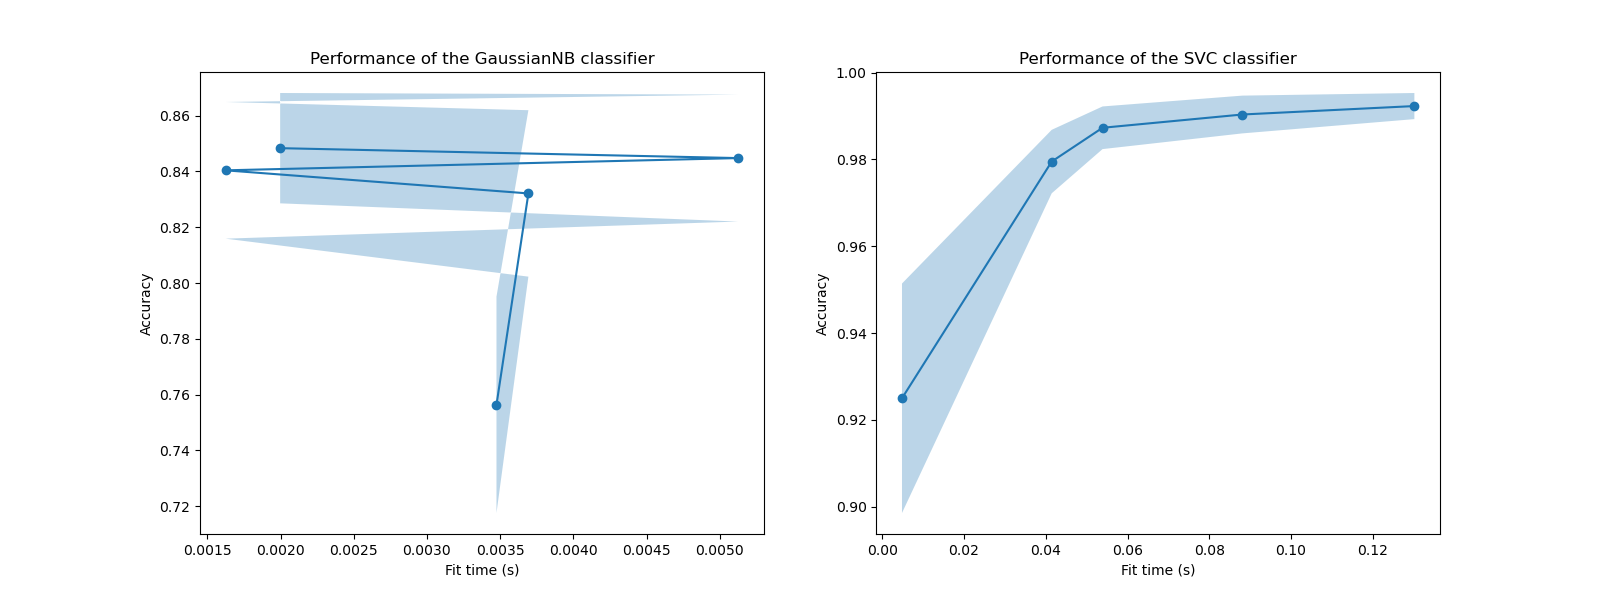 Performance of the GaussianNB classifier
0.86
0.84
0.82
0.80
0.78
0.76
0.74
0.72
Accuracy
0.0015 0.0020 0.0025 0.0030 0.0035 0.0040 0.0045 0.0050
Fit time (s)
Performance of the SVC classifier
1.00
0.98
0.96
0.94
0.92
0.90
Accuracy
0.00 0.02 0.04 0.06 0.08 0.10 0.12
Fit time (s)